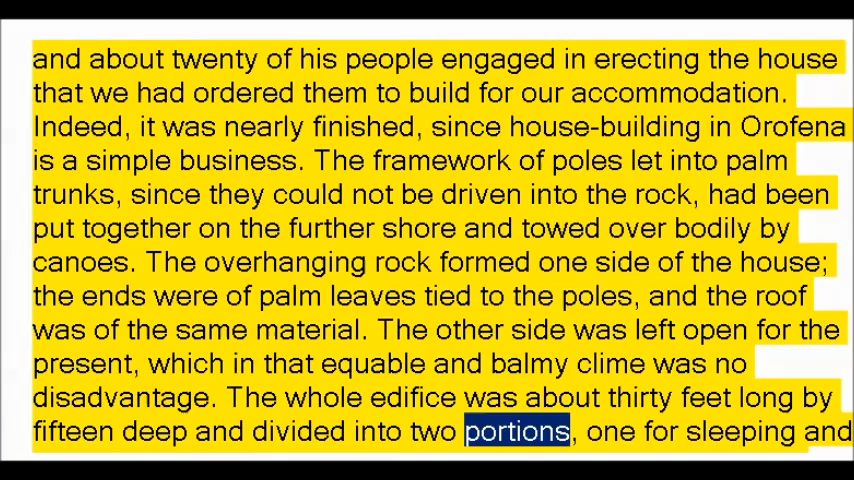 and about twenty of his people engaged in erecting the house
that we had ordered them to build for our accommodation.
Indeed, it was nearly finished, since house-building in Orofena
is a simple business. The framework of poles let into palm
trunks, since they could not be driven into the rock, had been
put together on the further shore and towed over bodily by
canoes. The overhanging rock formed one side of the house;
the ends were of palm leaves tied to the poles, and the roof
was of the same material. The other side was left open for the
present, which in that equable and balmy clime was no
disadvantage. The whole edifice was about thirty feet long by
fifteen deep and divided into two portions, one for sleeping and